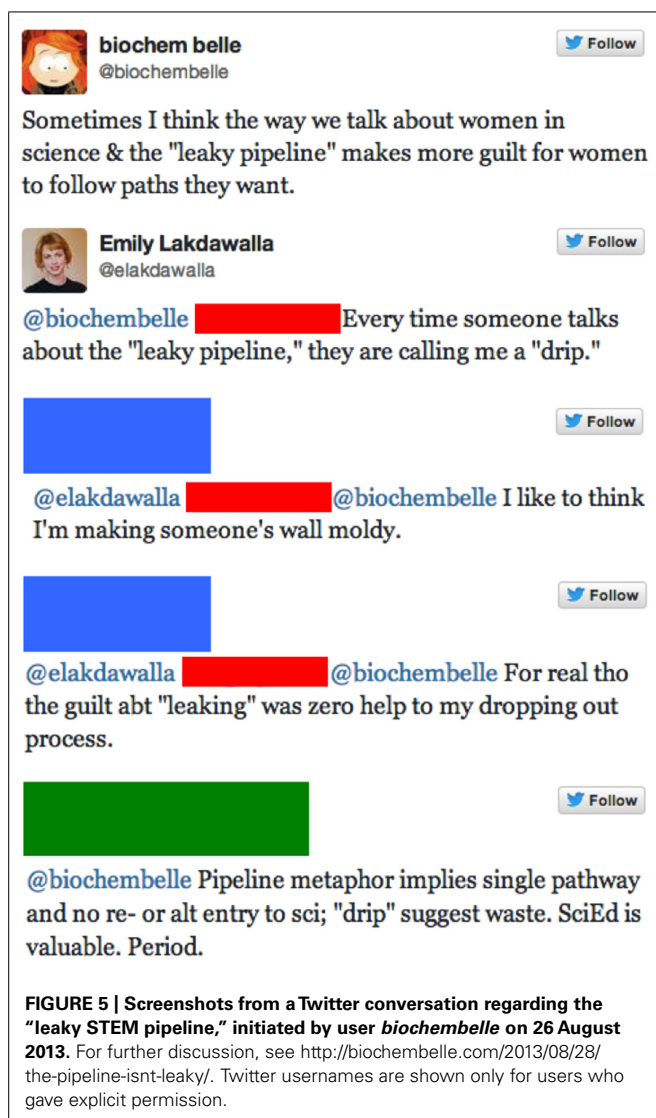 biochem belle
@biochembelle
Follow
Sometimes I think the way we talk about women in
science & the "leaky pipeline" makes more guilt for women
to follow paths they want.
Emily Lakdawalla
@elakdawalla
Follow
@biochembelle Every time someone talks
about the "leaky pipeline," they are calling me a "drip."
Follow
@elakdawalla @biochembelle I like to think
I'm making someone's wall moldy.
Follow
@elakdawalla @biochembelle For real tho
the guilt abt "leaking" was zero help to my dropping out
process.
Follow
@biochembelle Pipeline metaphor implies single pathway
and no re- or alt entry to sci; "drip" suggest waste. SciEd is
valuable. Period.
FIGURE 5 | Screenshots from a Twitter conversation regarding the
“leaky STEM pipeline,” initiated by user biochembelle on 26 August
2013. For further discussion, see http://biochembelle.com/2013/08/28/
the-pipeline-isnt-leaky/. Twitter usernames are shown only for users who
gave explicit permission.